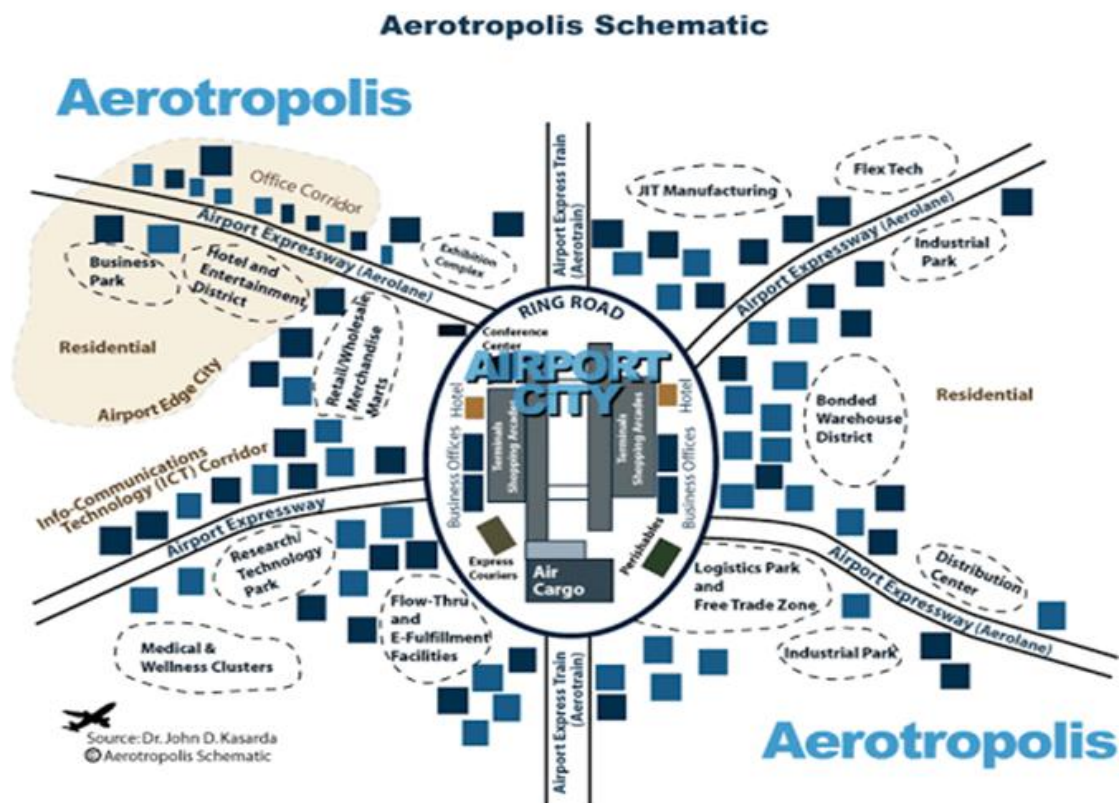 Aerotropolis Schematic
Aerotropolis
Office Corridor
Airport Expressway (Aerolane)
Business
Park
Hotel and
Entertainment
District
Exhibition
Complex
Residential
Airport Edge City
Retail/Wholesale
Merchandise
Marts
Airport Express Train
(Aerotrain)
JIT Manufacturing
Flex Tech
Airport Expressway (Aerolane)
Industrial
Park
RING ROAD
Conference
Center
AIRPORT
CITY
Hotel
Hotel
Terminals
Shopping Arcades
Terminals
Shopping Arcades
Business Offices
Business Offices
Bonded
Warehouse
District
Residential
Info-Communications
Technology (ICT) Corridor
Airport Expressway
Research/
Technology
Park
Express
Couriers
Air
Cargo
Perishables
Logistics Park
and
Free Trade Zone
Distribution
Center
Airport Expressway (Aerolane)
Flow-Thru
and
E-Fulfillment
Facilities
Medical &
Wellness Clusters
Industrial Park
Airport Express Train
(Aerotrain)
Source: Dr. John D. Kasarda
© Aerotropolis Schematic
Aerotropolis